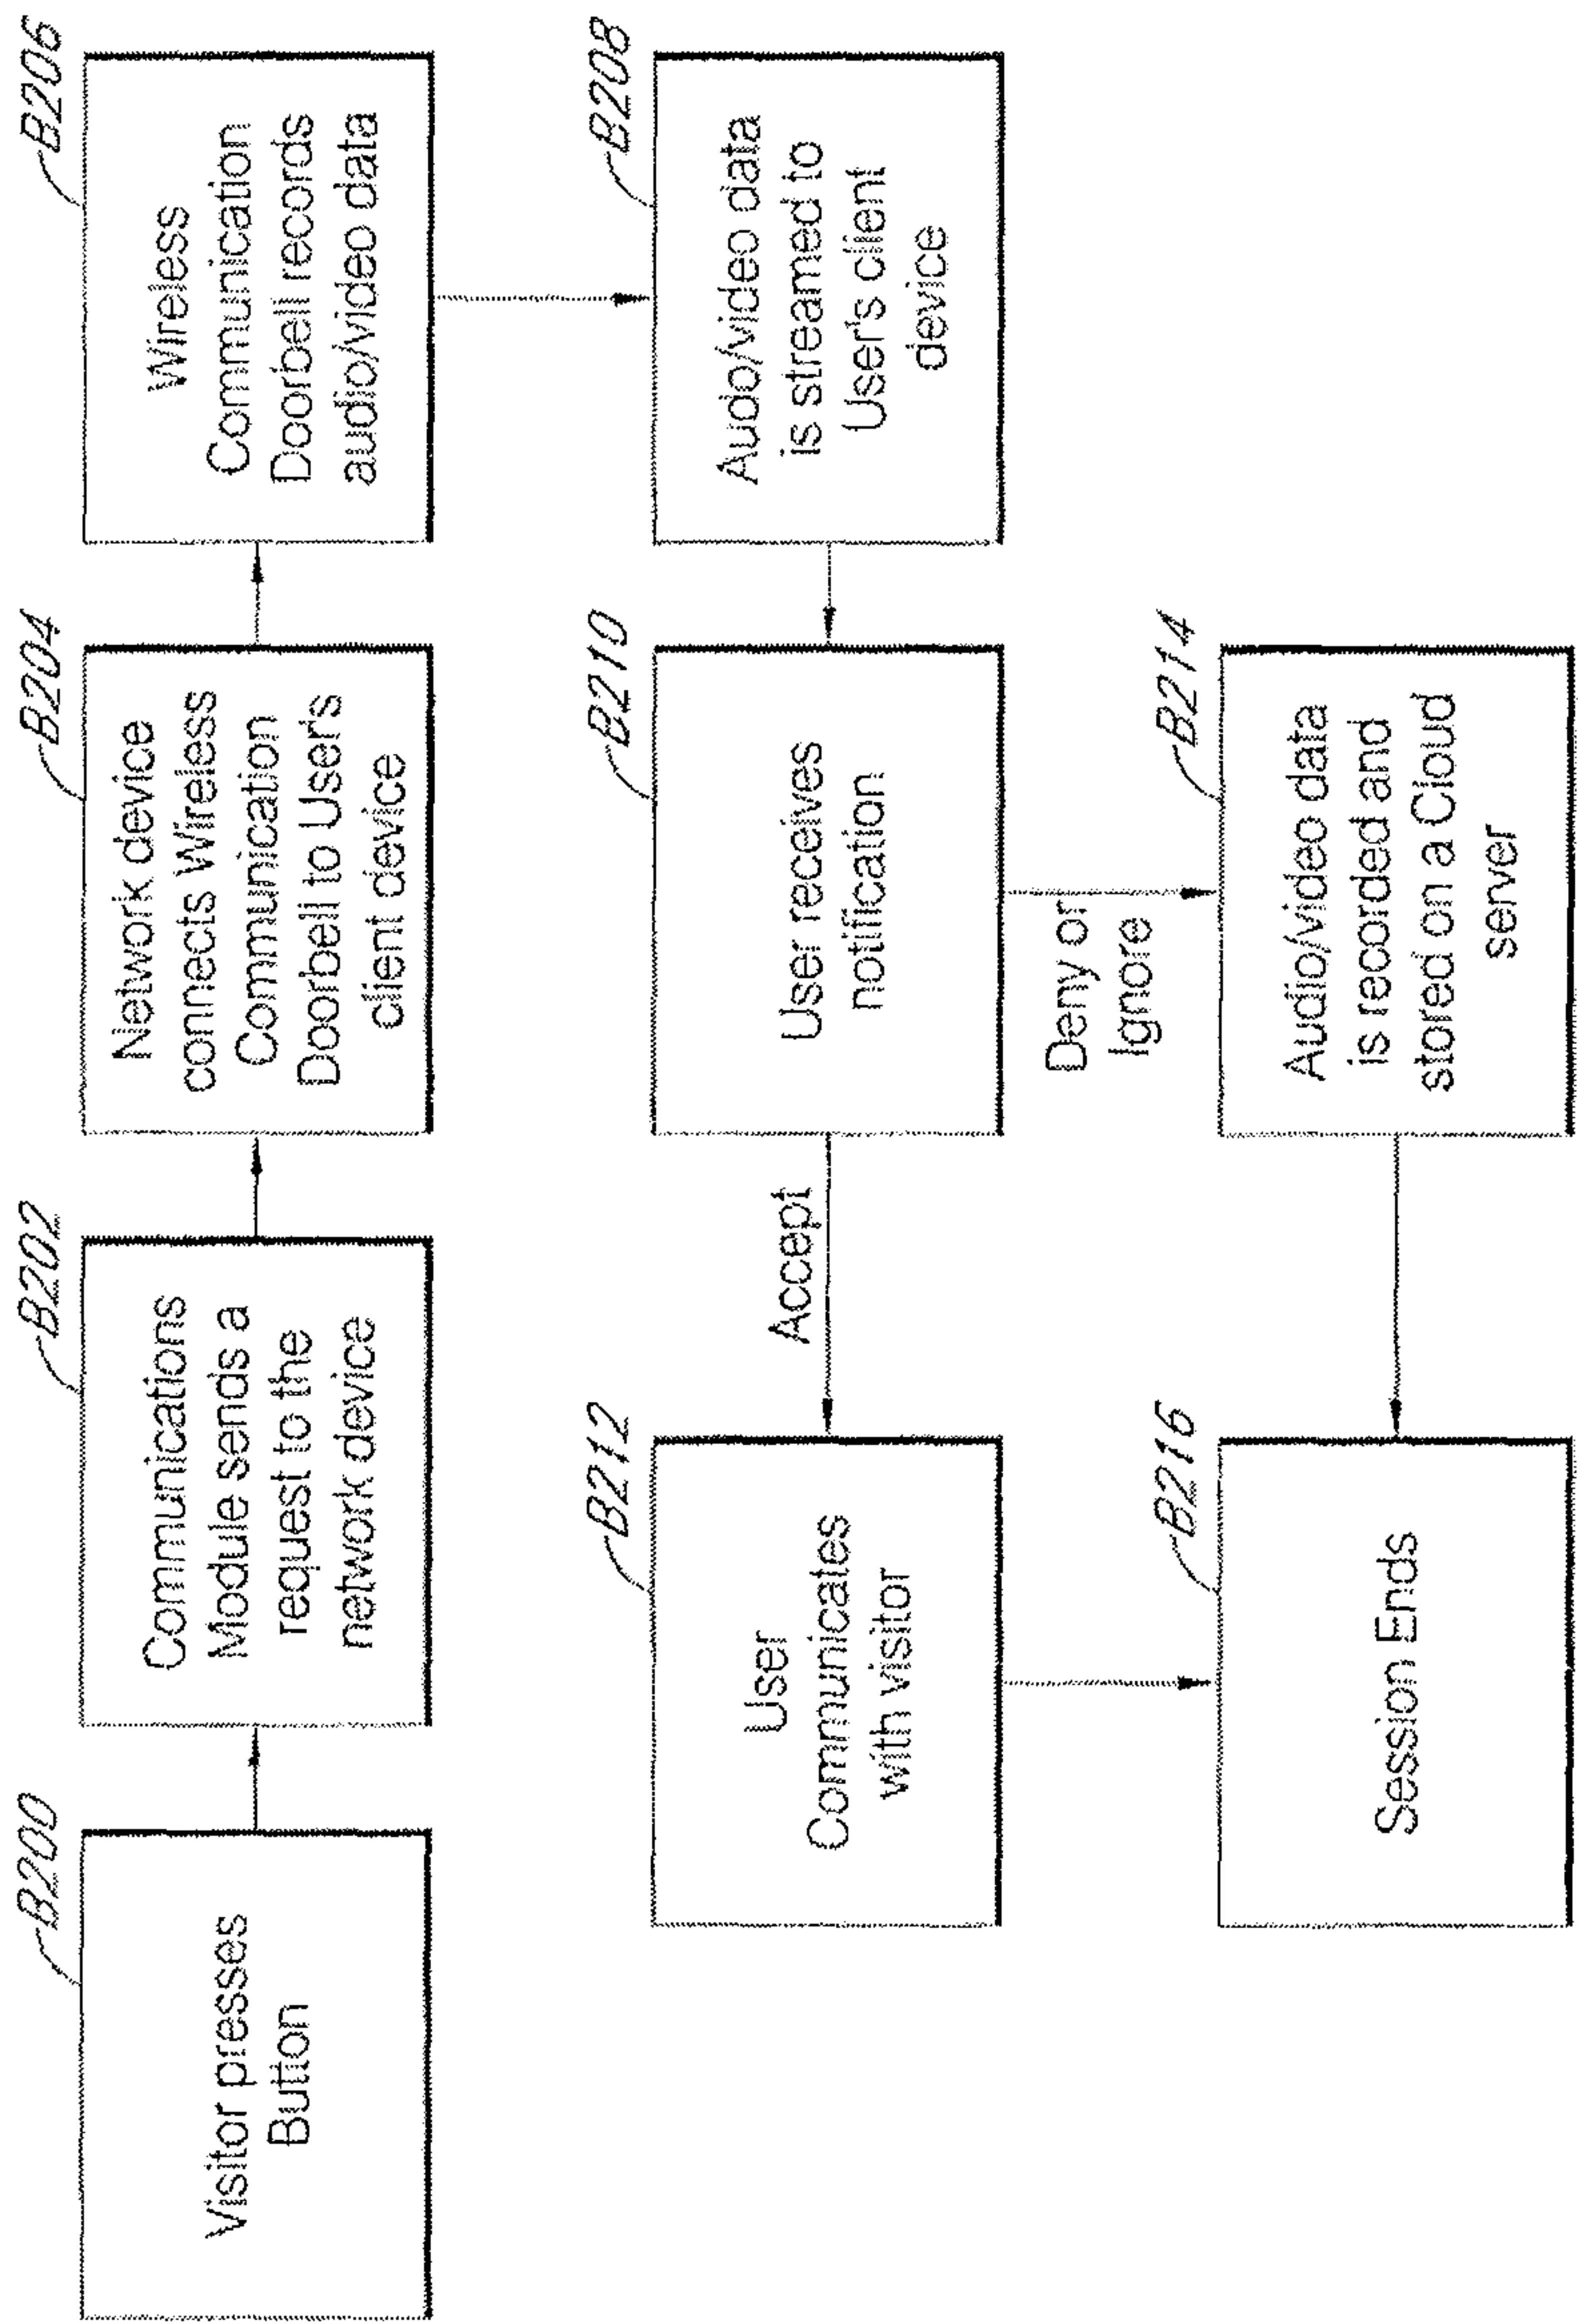 B200
Visitor presses
Button
B202
Communications
Module sends a
request to the
network device
B204
Network device
connects Wireless
Communication
Doorbell to User's
client device
B206
Wireless
Communication
Doorbell records
audio/video data
B208
Audo/video data
is streamed to
User's client
device
B210
User receives
notification
Accept
B212
User
Communicates
with visitor
Deny or
Ignore
B214
Audio/video data
is recorded and
stored on a Cloud
server
B216
Session Ends